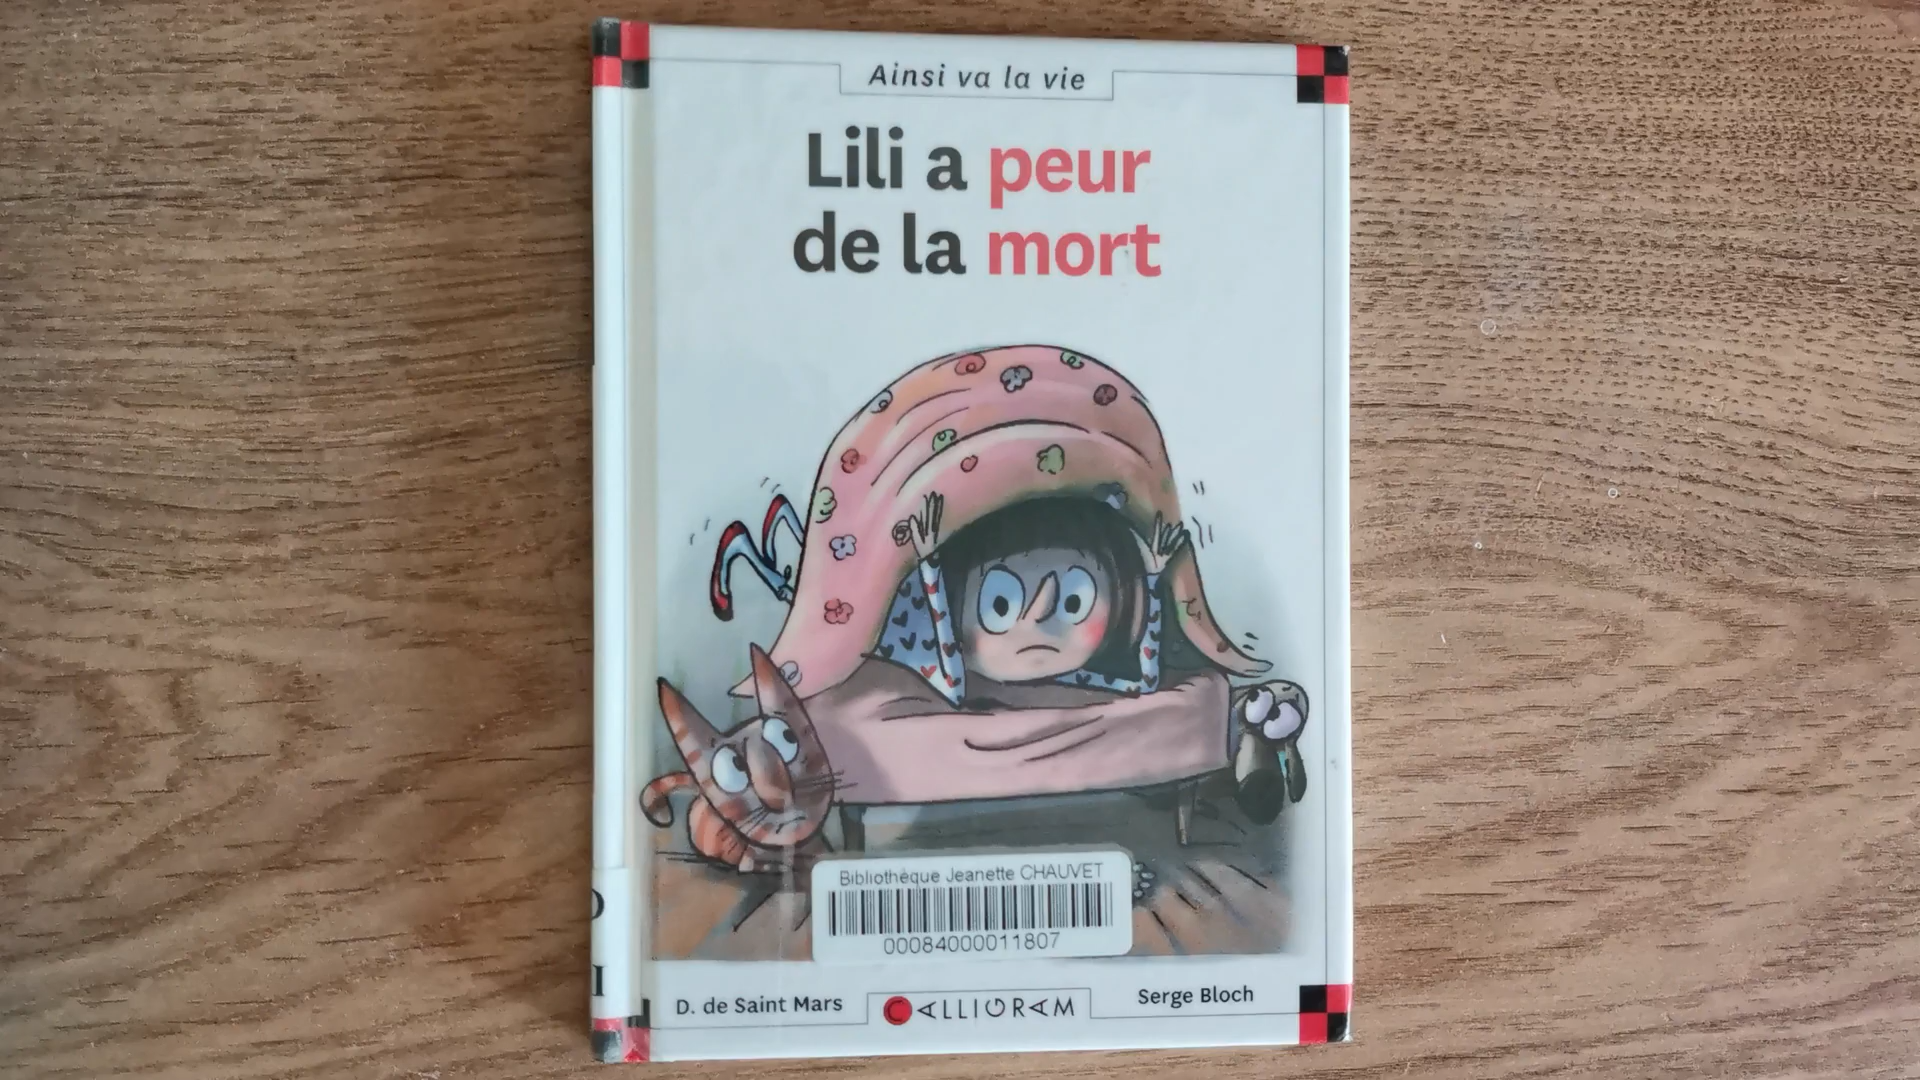 Ainsi va la vie
Lili a peur
de la mort
Bibliothèque Jeanette CHAUVET
00084000011807
D. de Saint Mars
CALLIGRAM
Serge Bloch
I